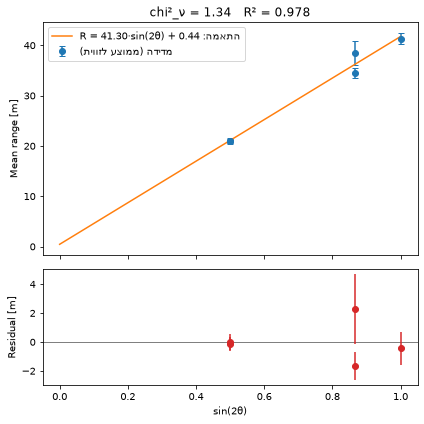 chi²_ν = 1.34   R² = 0.978
R = 41.30·sin(2θ) + 0.44 :התאמה
מדידה (ממוצע לזווית)
Mean range [m]
40
30
20
10
0
Residual [m]
4
2
0
−2
0.0 0.2 0.4 0.6 0.8 1.0
sin(2θ)